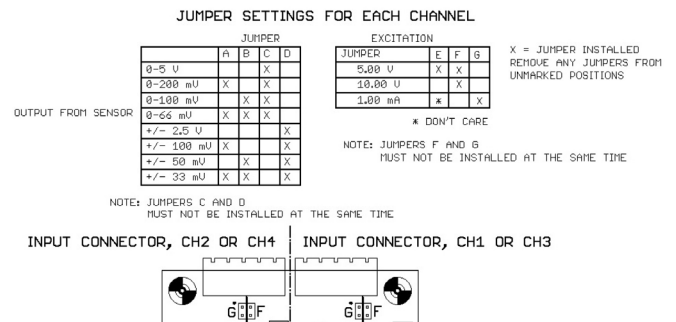 JUMPER SETTINGS FOR EACH CHANNEL
JUMPER
A B C D
0-5 V X
0-200 mV X X
0-100 mV X X
0-66 mV X X X
+/- 2.5 V X
+/- 100 mV X X
+/- 50 mV X X
+/- 33 mV X X X
OUTPUT FROM SENSOR
NOTE: JUMPERS C AND D
MUST NOT BE INSTALLED AT THE SAME TIME
EXCITATION
JUMPER E F G
5.00 V X X
10.00 V X
1.00 mA * X
* DON'T CARE
NOTE: JUMPERS F AND G
MUST NOT BE INSTALLED AT THE SAME TIME
X = JUMPER INSTALLED
REMOVE ANY JUMPERS FROM
UNMARKED POSITIONS
INPUT CONNECTOR, CH2 OR CH4
INPUT CONNECTOR, CH1 OR CH3
G F
G F